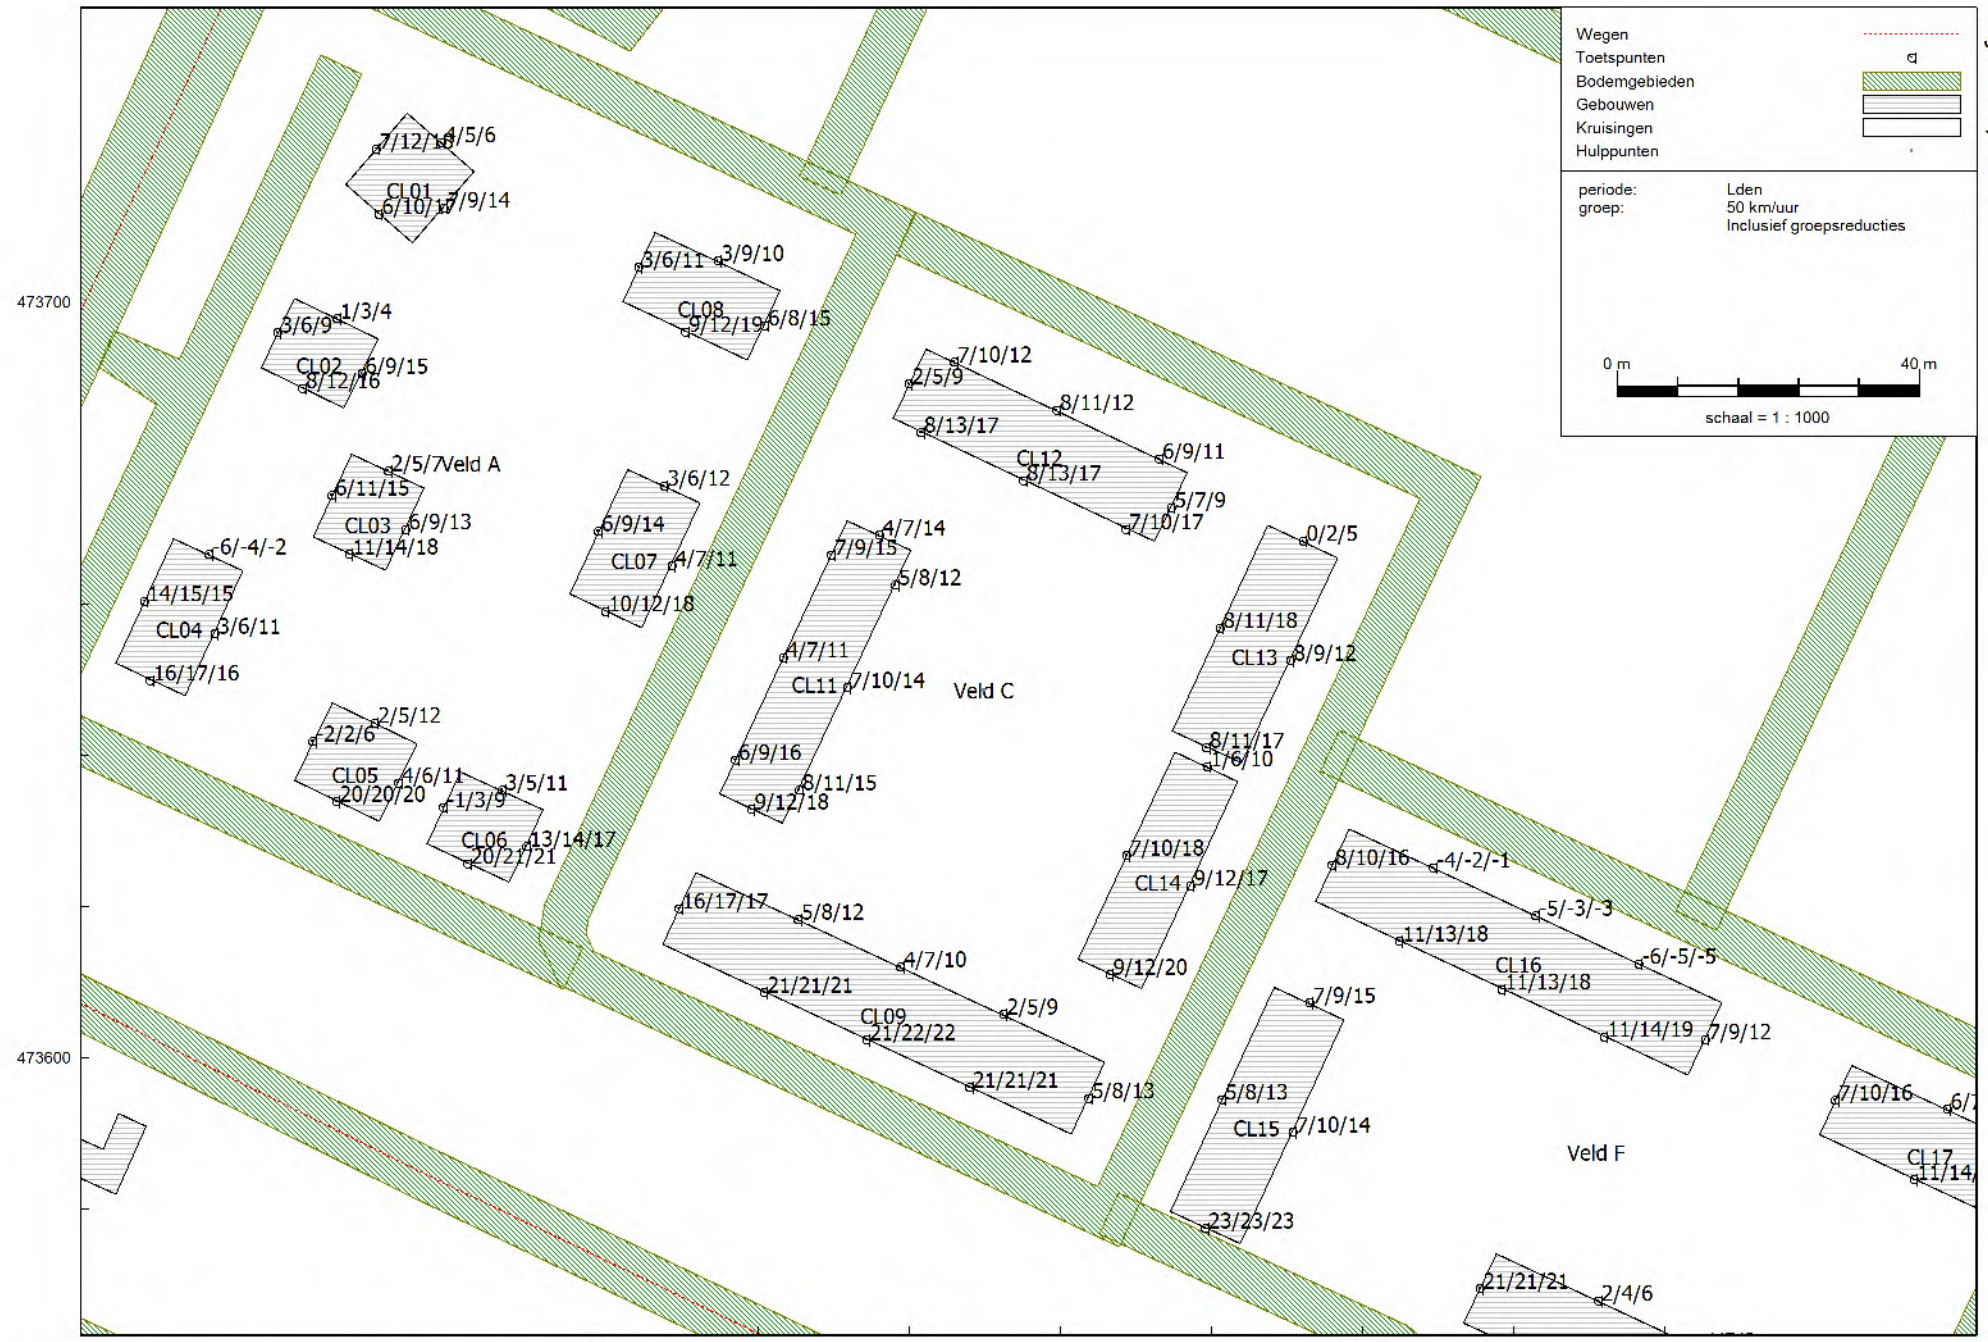 Wegen
Toetspunten
Bodemgebieden
Gebouwen
Kruisingen
Hulppunten
periode: Lden
groep: 50 km/uur
Inclusief groepsreducties
0 m 40 m
schaal = 1 : 1000
473700
473600
4/5/6
CL01
7/9/14
3/6/11
3/9/10
CL08
9/12/19
6/8/15
1/3/4
3/6/9
CL02
6/9/15
8/12/16
7/10/12
2/5/9
8/11/12
8/13/17
6/9/11
CL12
8/13/17
5/7/9
7/10/17
2/5/7
Veld A
6/11/15
CL03
6/9/13
11/14/18
3/6/12
6/9/14
CL07
4/7/11
10/12/18
-6/-4/-2
14/15/15
CL04
3/6/11
16/17/16
4/7/14
7/9/15
5/8/12
4/7/11
CL11
7/10/14
6/9/16
8/11/15
9/12/18
Veld C
0/2/5
8/11/18
CL13
8/9/12
8/11/17
1/6/10
7/10/18
CL14
9/12/17
9/12/20
2/5/12
-2/2/6
CL05
4/6/11
20/20/20
3/5/11
-1/3/9
CL06
13/14/17
20/21/21
16/17/17
5/8/12
4/7/10
21/21/21
2/5/9
CL09
21/22/22
21/21/21
5/8/13
8/10/16
-4/-2/-1
-5/-3/-3
11/13/18
-6/-5/-5
CL16
11/13/18
11/14/19
7/9/12
7/9/15
5/8/13
CL15
7/10/14
23/23/23
Veld F
7/10/16
CL17
11/14/
21/21/21
2/4/6